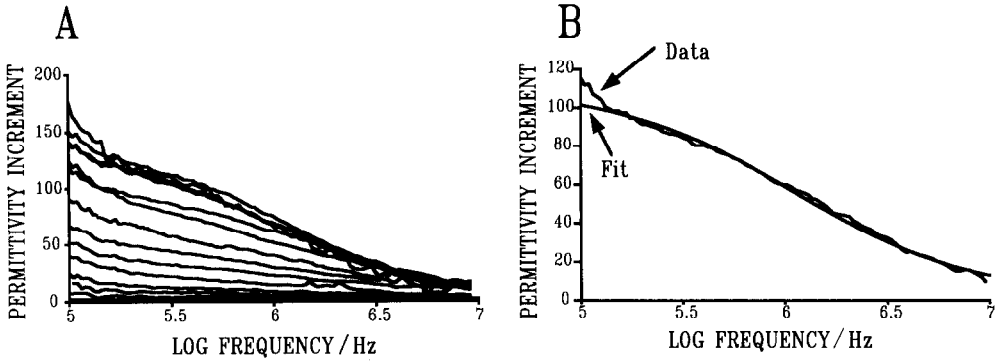 A
PERMITTIVITY INCREMENT
200
150
100
50
0
5
5.5
6
6.5
7
LOG FREQUENCY/Hz
B
PERMITTIVITY INCREMENT
120
100
80
60
40
20
0
Data
Fit
5
5.5
6
6.5
7
LOG FREQUENCY/Hz